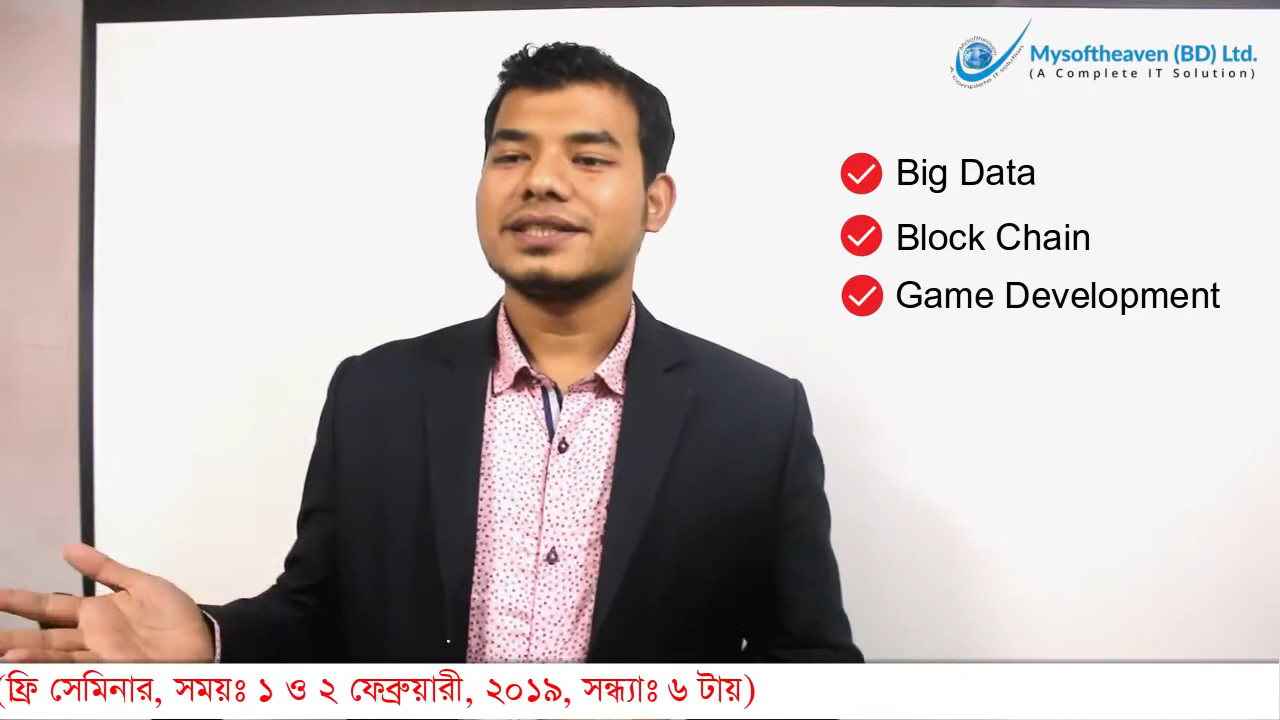 Mysoftheaven (BD) Ltd.
(A Complete IT Solution)
Big Data
Block Chain
Game Development
(ফ্রি সেমিনার, সময়ঃ ১ ও ২ ফেব্রুয়ারী, ২০১৯, সন্ধ্যাঃ ৬ টায়)